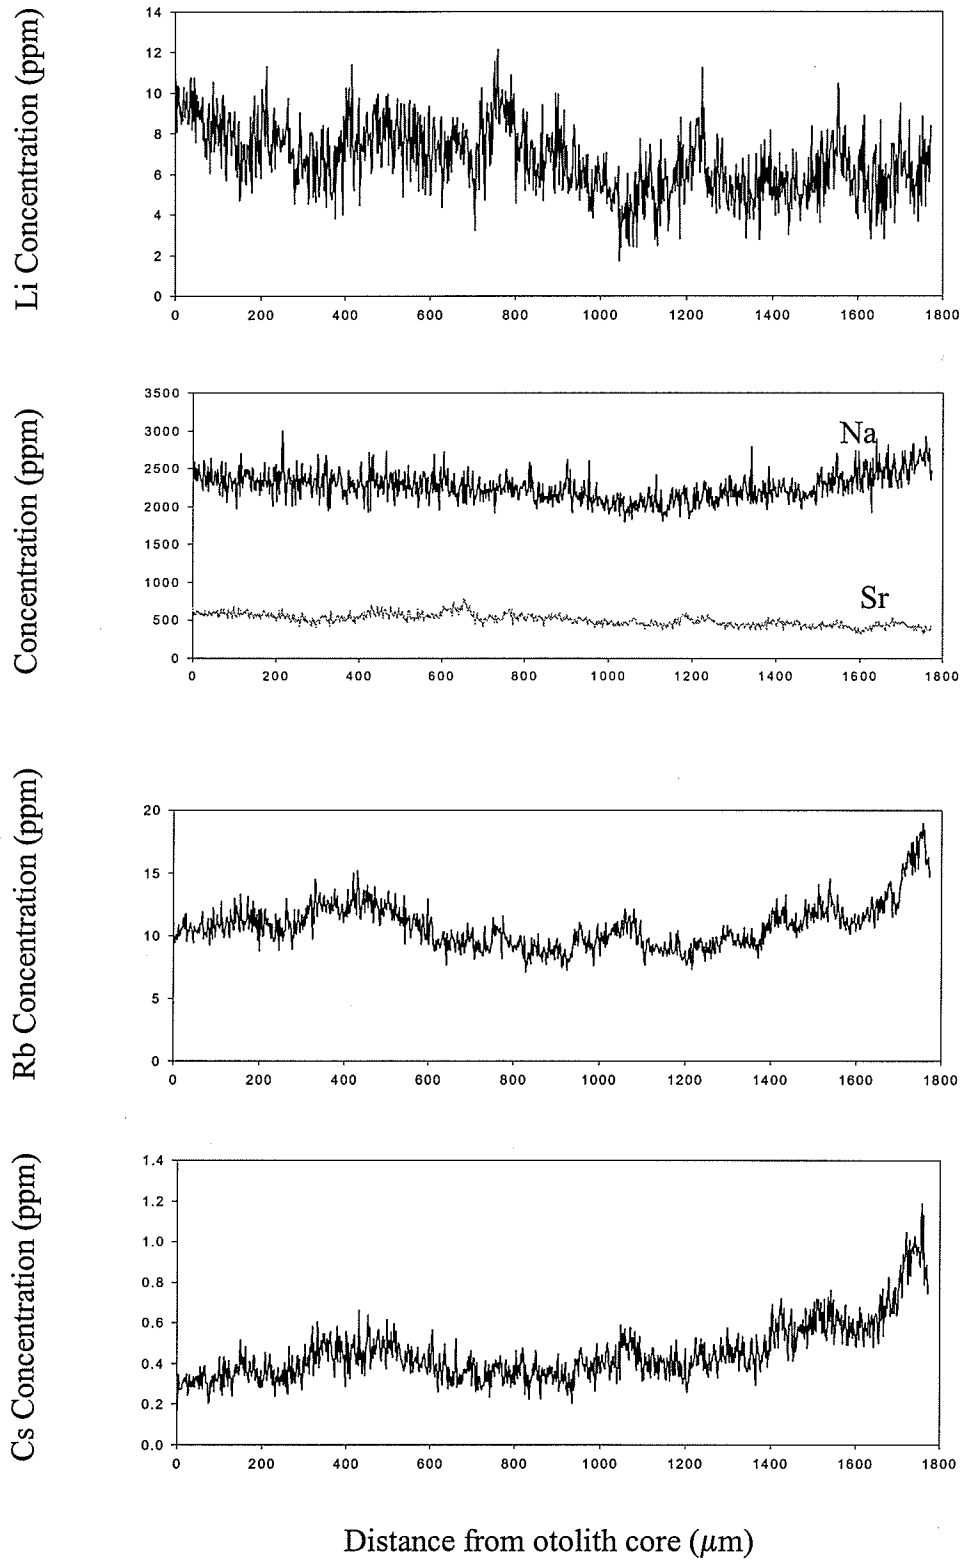 Li Concentration (ppm)
14
12
10
8
6
4
2
0
0 200 400 600 800 1000 1200 1400 1600 1800
Concentration (ppm)
3500
3000
2500
2000
1500
1000
500
0
Na
Sr
0 200 400 600 800 1000 1200 1400 1600 1800
Rb Concentration (ppm)
20
15
10
5
0
0 200 400 600 800 1000 1200 1400 1600 1800
Cs Concentration (ppm)
1.4
1.2
1.0
0.8
0.6
0.4
0.2
0.0
0 200 400 600 800 1000 1200 1400 1600 1800
Distance from otolith core (μm)